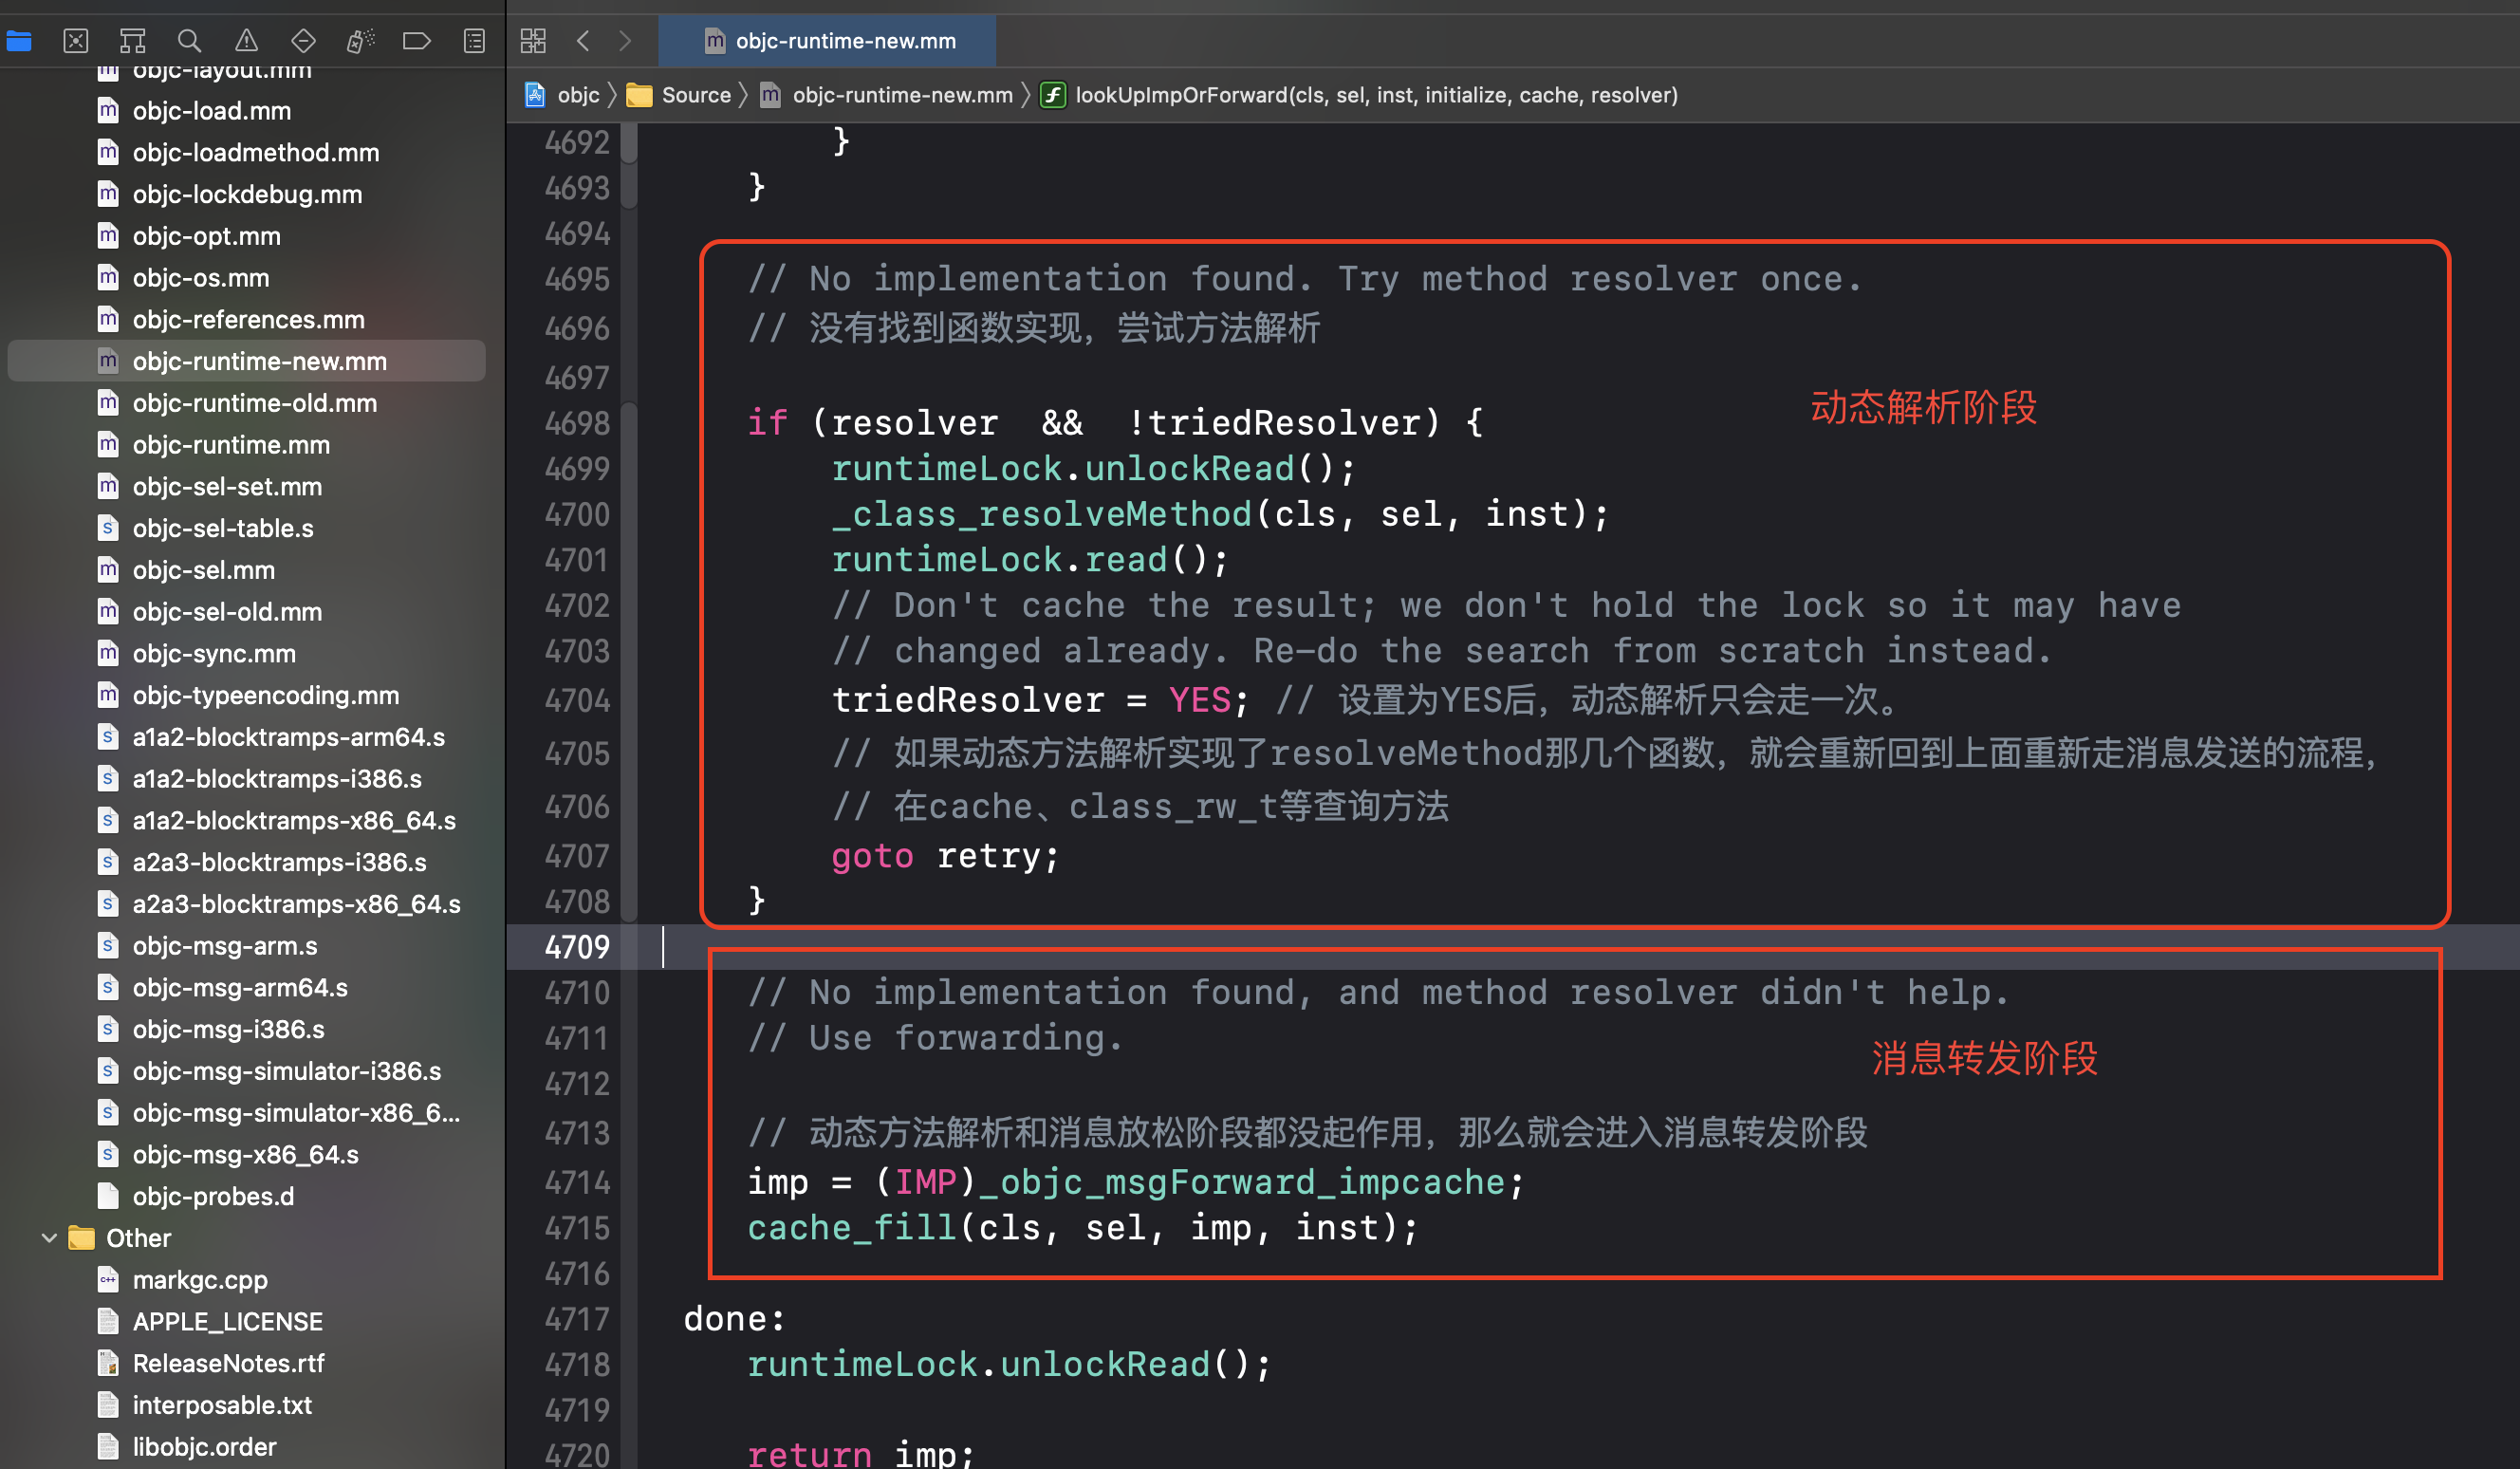 objc-layout.mm
objc-load.mm
objc-loadmethod.mm
objc-lockdebug.mm
objc-opt.mm
objc-os.mm
objc-references.mm
objc-runtime-new.mm
objc-runtime-old.mm
objc-runtime.mm
objc-sel-set.mm
objc-sel-table.s
objc-sel.mm
objc-sel-old.mm
objc-sync.mm
objc-typeencoding.mm
a1a2-blocktramps-arm64.s
a1a2-blocktramps-i386.s
a1a2-blocktramps-x86_64.s
a2a3-blocktramps-i386.s
a2a3-blocktramps-x86_64.s
objc-msg-arm.s
objc-msg-arm64.s
objc-msg-i386.s
objc-msg-simulator-i386.s
objc-msg-simulator-x86_6...
objc-msg-x86_64.s
objc-probes.d
Other
markgc.cpp
APPLE_LICENSE
ReleaseNotes.rtf
interposable.txt
libobjc.order
objc-runtime-new.mm
objc 〉 Source 〉 objc-runtime-new.mm 〉 lookUpImpOrForward(cls, sel, inst, initialize, cache, resolver)
4692 }
4693 }
4694
4695 // No implementation found. Try method resolver once.
4696 // 没有找到函数实现，尝试方法解析
4697
动态解析阶段
4698 if (resolver  &&  !triedResolver) {
4699 runtimeLock.unlockRead();
4700 _class_resolveMethod(cls, sel, inst);
4701 runtimeLock.read();
4702 // Don't cache the result; we don't hold the lock so it may have
4703 // changed already. Re-do the search from scratch instead.
4704 triedResolver = YES; // 设置为YES后，动态解析只会走一次。
4705 // 如果动态方法解析实现了resolveMethod那几个函数，就会重新回到上面重新走消息发送的流程，
4706 // 在cache、class_rw_t等查询方法
4707 goto retry;
4708 }
4709
4710 // No implementation found, and method resolver didn't help.
4711 // Use forwarding.
消息转发阶段
4712
4713 // 动态方法解析和消息放松阶段都没起作用，那么就会进入消息转发阶段
4714 imp = (IMP)_objc_msgForward_impcache;
4715 cache_fill(cls, sel, imp, inst);
4716
4717 done:
4718 runtimeLock.unlockRead();
4719
4720 return imp;